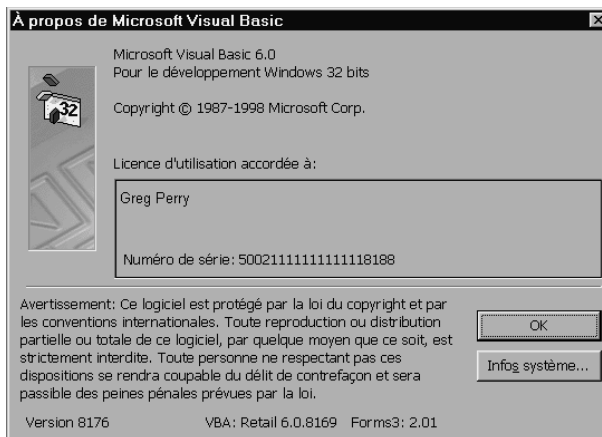 À propos de Microsoft Visual Basic
Microsoft Visual Basic 6.0
Pour le développement Windows 32 bits
32
Copyright © 1987-1998 Microsoft Corp.
Licence d'utilisation accordée à:
Greg Perry
Numéro de série: 50021111111111118188
Avertissement: Ce logiciel est protégé par la loi du copyright et par
les conventions internationales. Toute reproduction ou distribution
partielle ou totale de ce logiciel, par quelque moyen que ce soit, est
strictement interdite. Toute personne ne respectant pas ces
dispositions se rendra coupable du délit de contrefaçon et sera
passible des peines pénales prévues par la loi.
OK
Infos système...
Version 8176 VBA: Retail 6.0.8169 Forms3: 2.01